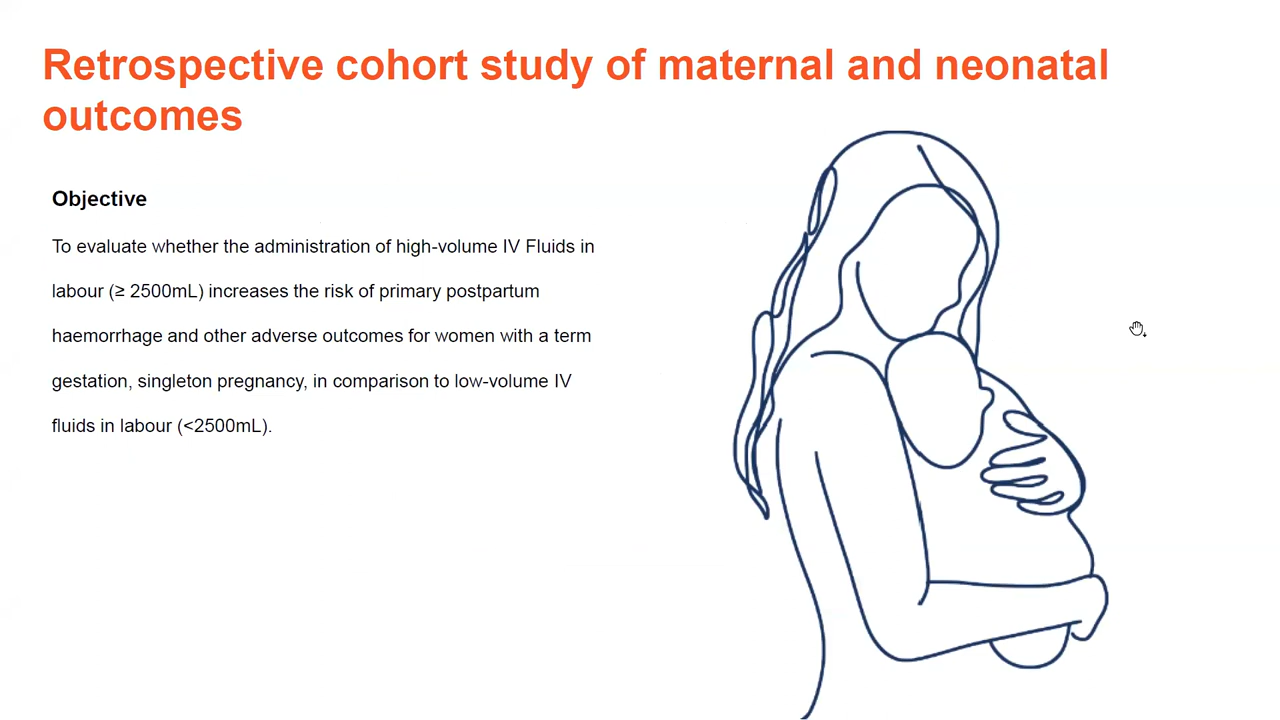 Retrospective cohort study of maternal and neonatal
outcomes
Objective
To evaluate whether the administration of high-volume IV Fluids in
labour (≥ 2500mL) increases the risk of primary postpartum
haemorrhage and other adverse outcomes for women with a term
gestation, singleton pregnancy, in comparison to low-volume IV
fluids in labour (<2500mL).